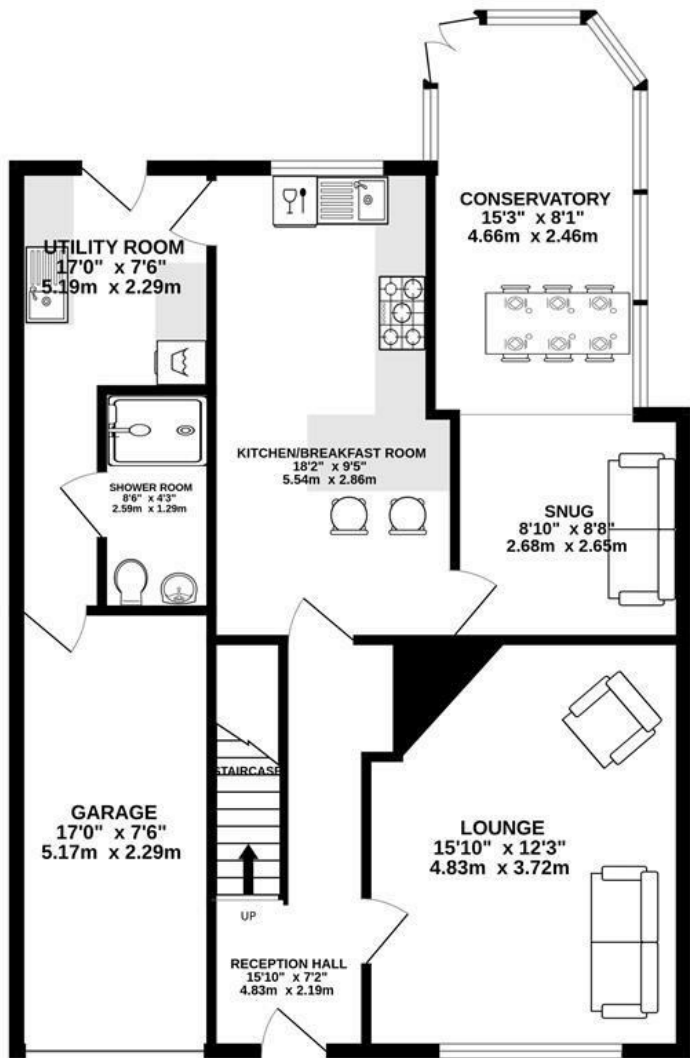 CONSERVATORY
15'3" x 8'1"
4.66m x 2.46m
UTILITY ROOM
17'0" x 7'6"
5.19m x 2.29m
KITCHEN/BREAKFAST ROOM
18'2" x 9'5"
5.54m x 2.86m
SHOWER ROOM
8'6" x 4'3"
2.59m x 1.29m
SNUG
8'10" x 8'8"
2.68m x 2.65m
STAIRCASE
GARAGE
17'0" x 7'6"
5.17m x 2.29m
LOUNGE
15'10" x 12'3"
4.83m x 3.72m
UP
RECEPTION HALL
15'10" x 7'2"
4.83m x 2.19m